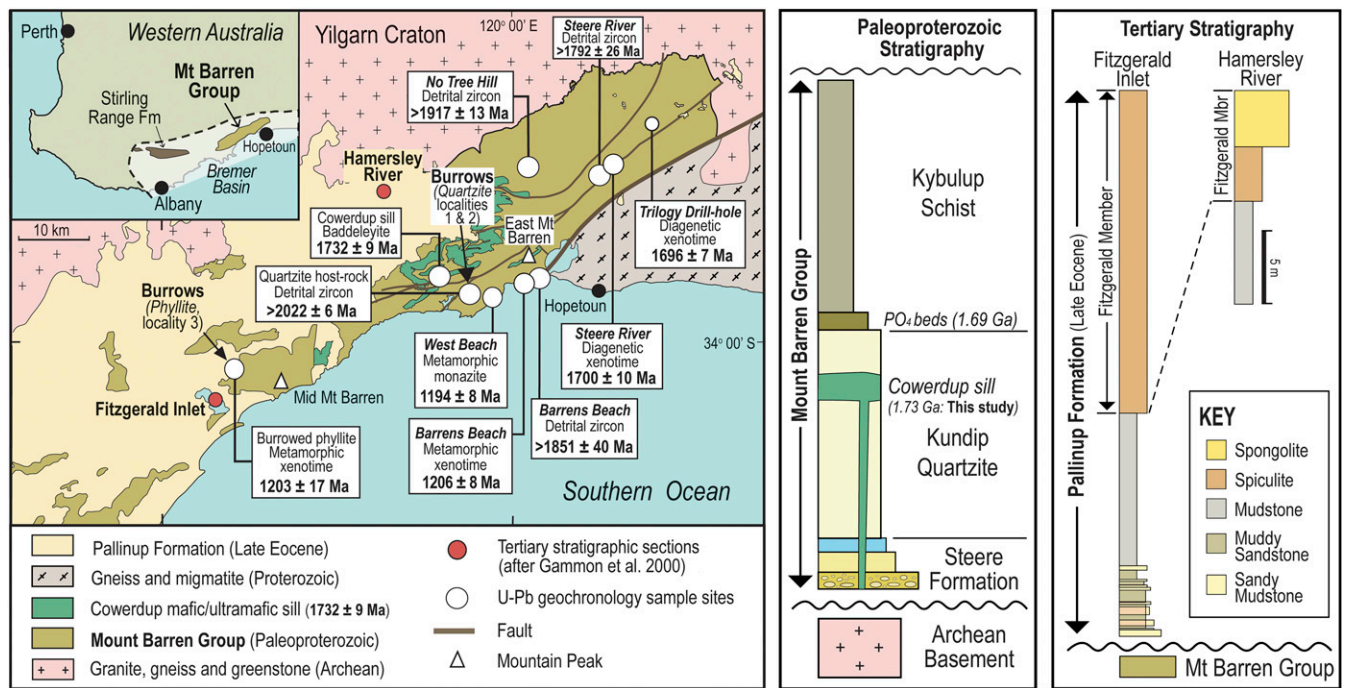 Perth
Western Australia
Mt Barren
Group
Stirling
Range Fm
Hopetoun
Bremer
Basin
Albany
10 km
Yilgarn Craton
120° 00' E
Steere River
Detrital zircon
>1792 ± 26 Ma
No Tree Hill
Detrital zircon
>1917 ± 13 Ma
Hamersley
River
Burrows
(Quartzite
localities
1 & 2)
East Mt
Barren
Cowerdup sill
Baddeleyite
1732 ± 9 Ma
Trilogy Drill-hole
Diagenetic
xenotime
1696 ± 7 Ma
Quartzite host-rock
Detrital zircon
>2022 ± 6 Ma
Burrows
(Phyllite,
locality 3)
Hopetoun
34° 00' S
West Beach
Metamorphic
monazite
1194 ± 8 Ma
Steere River
Diagenetic
xenotime
1700 ± 10 Ma
Mid Mt Barren
Fitzgerald Inlet
Barrens Beach
Detrital zircon
>1851 ± 40 Ma
Burrowed phyllite
Metamorphic
xenotime
1203 ± 17 Ma
Barrens Beach
Metamorphic
xenotime
1206 ± 8 Ma
Southern Ocean
Pallinup Formation (Late Eocene)
Gneiss and migmatite (Proterozoic)
Cowerdup mafic/ultramafic sill (1732 ± 9 Ma)
Mount Barren Group (Paleoproterozoic)
Granite, gneiss and greenstone (Archean)
Tertiary stratigraphic sections
(after Gammon et al. 2000)
U-Pb geochronology sample sites
Fault
Mountain Peak
Paleoproterozoic
Stratigraphy
Mount Barren Group
Kybulup
Schist
PO4 beds (1.69 Ga)
Cowerdup sill
(1.73 Ga: This study)
Kundip
Quartzite
Steere
Formation
Archean
Basement
Tertiary Stratigraphy
Fitzgerald
Inlet
Hamersley
River
Pallinup Formation (Late Eocene)
Fitzgerald Member
Fitzgerald Mbr
5 m
KEY
Spongolite
Spiculite
Mudstone
Muddy
Sandstone
Sandy
Mudstone
Mt Barren Group